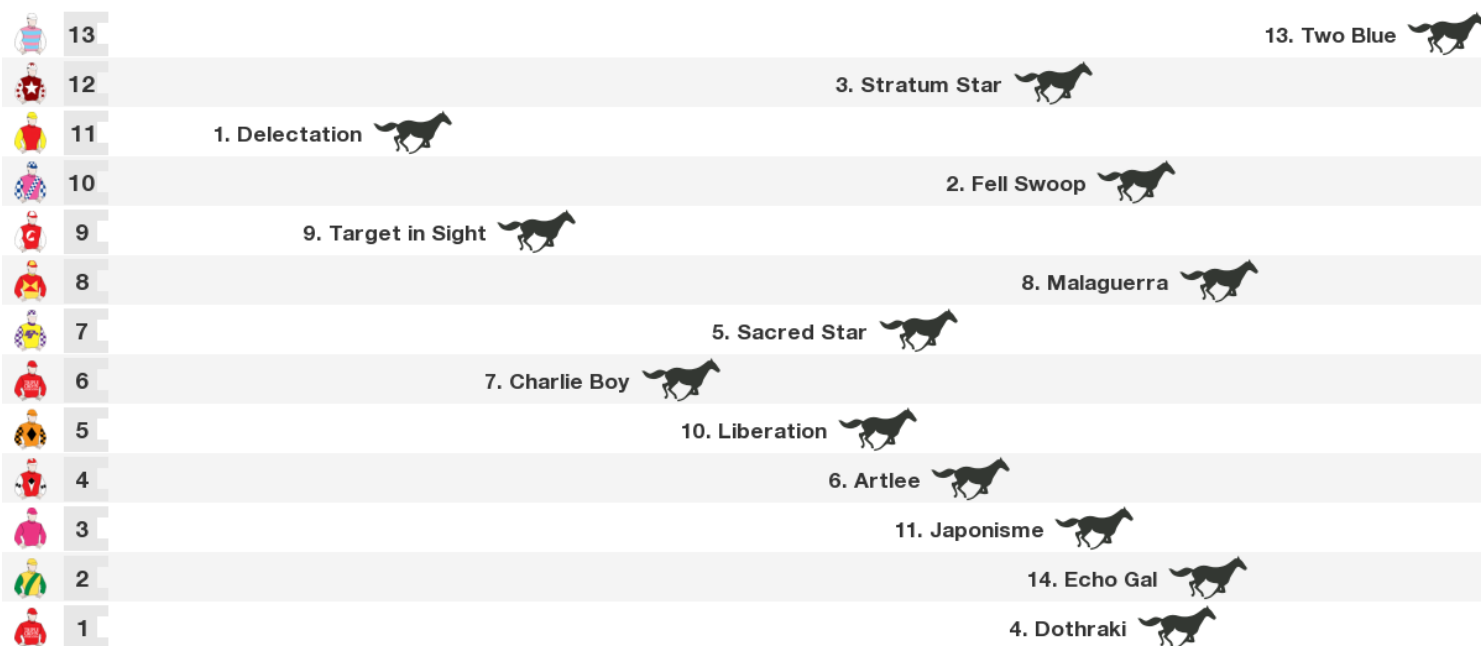 13 13. Two Blue
12 3. Stratum Star
11 1. Delectation
10 2. Fell Swoop
9 9. Target in Sight
8 8. Malaguerra
7 5. Sacred Star
6 7. Charlie Boy
5 10. Liberation
4 6. Artlee
3 11. Japonisme
2 14. Echo Gal
1 4. Dothraki